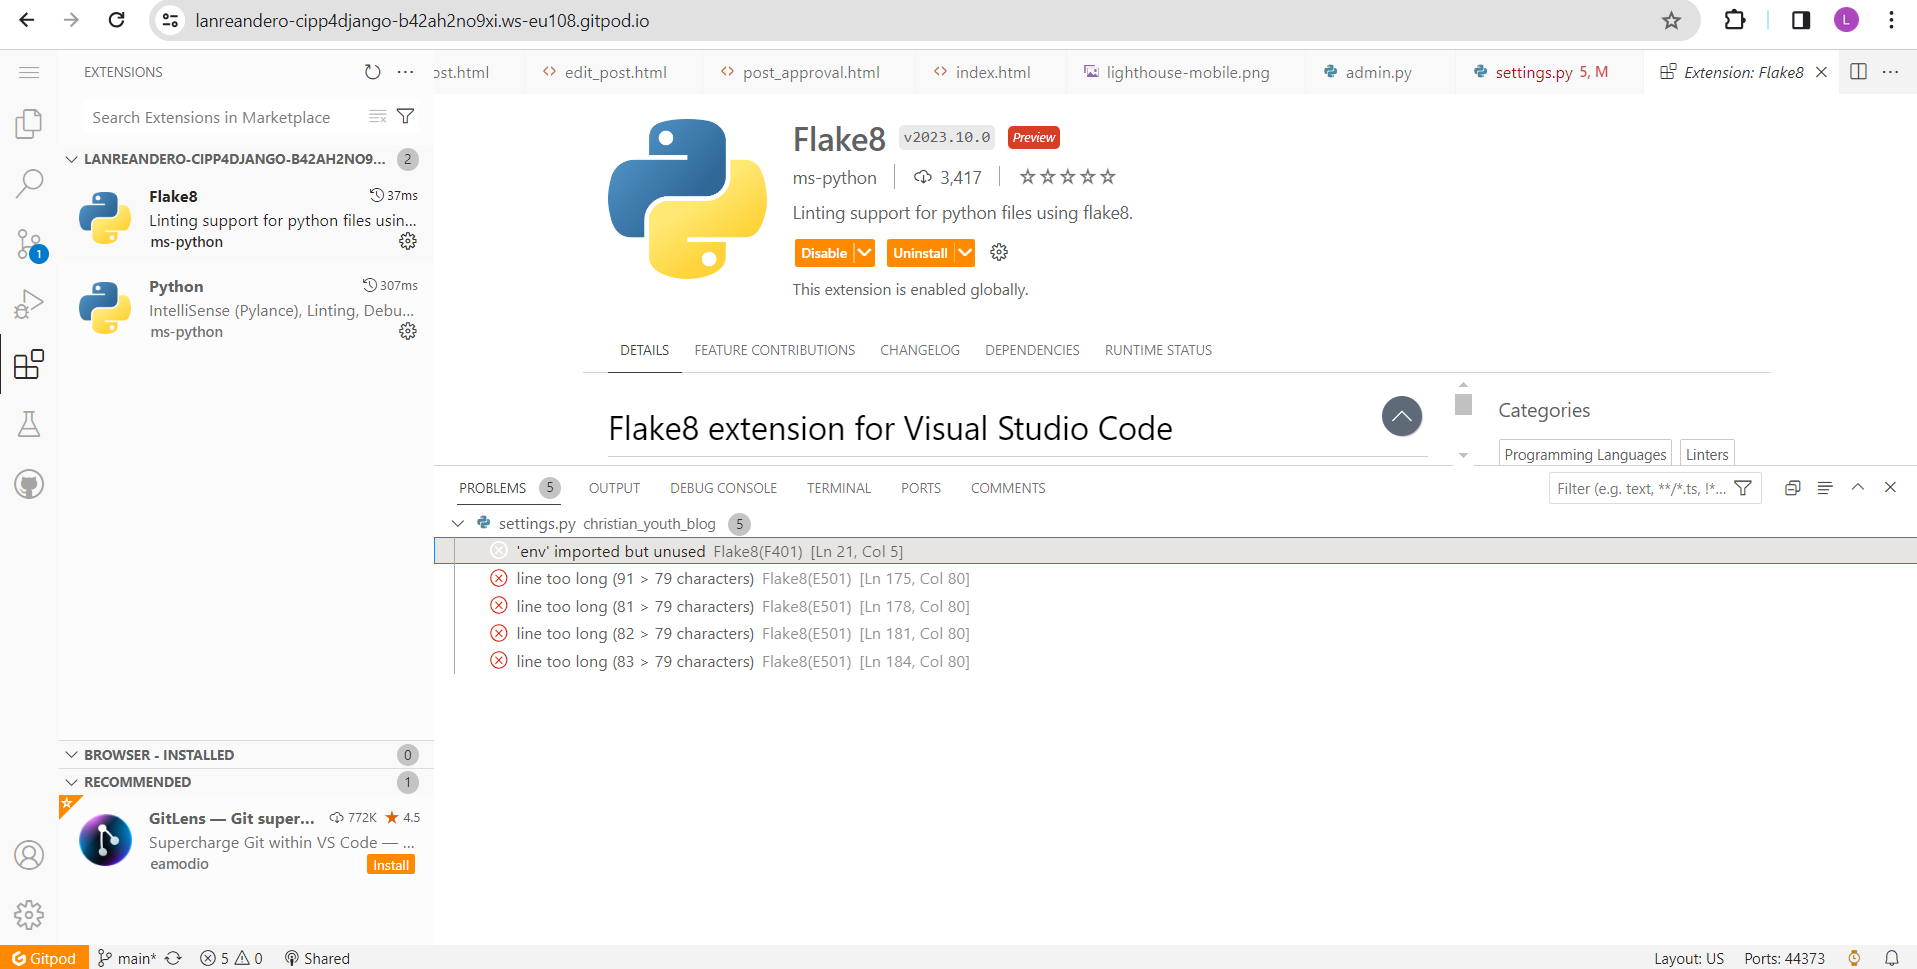 lanreandero-cipp4django-b42ah2no9xi.ws-eu108.gitpod.io
L
EXTENSIONS
ost.html
edit_post.html
post_approval.html
index.html
lighthouse-mobile.png
admin.py
settings.py 5, M
Extension: Flake8
Search Extensions in Marketplace
LANREANDERO-CIPP4DJANGO-B42AH2NO9... 2
Flake8 37ms
Linting support for python files usin...
ms-python
1
Python 307ms
IntelliSense (Pylance), Linting, Debu...
ms-python
Flake8 v2023.10.0 Preview
ms-python 3,417
Linting support for python files using flake8.
Disable Uninstall
This extension is enabled globally.
DETAILS FEATURE CONTRIBUTIONS CHANGELOG DEPENDENCIES RUNTIME STATUS
Flake8 extension for Visual Studio Code
Categories
Programming Languages Linters
PROBLEMS 5 OUTPUT DEBUG CONSOLE TERMINAL PORTS COMMENTS
Filter (e.g. text, **/*.ts, !*...
settings.py christian_youth_blog 5
'env' imported but unused Flake8(F401) [Ln 21, Col 5]
line too long (91 > 79 characters) Flake8(E501) [Ln 175, Col 80]
line too long (81 > 79 characters) Flake8(E501) [Ln 178, Col 80]
line too long (82 > 79 characters) Flake8(E501) [Ln 181, Col 80]
line too long (83 > 79 characters) Flake8(E501) [Ln 184, Col 80]
BROWSER - INSTALLED 0
RECOMMENDED 1
GitLens — Git super... 772K 4.5
Supercharge Git within VS Code — ...
eamodio Install
Gitpod main* 5 0 Shared
Layout: US Ports: 44373